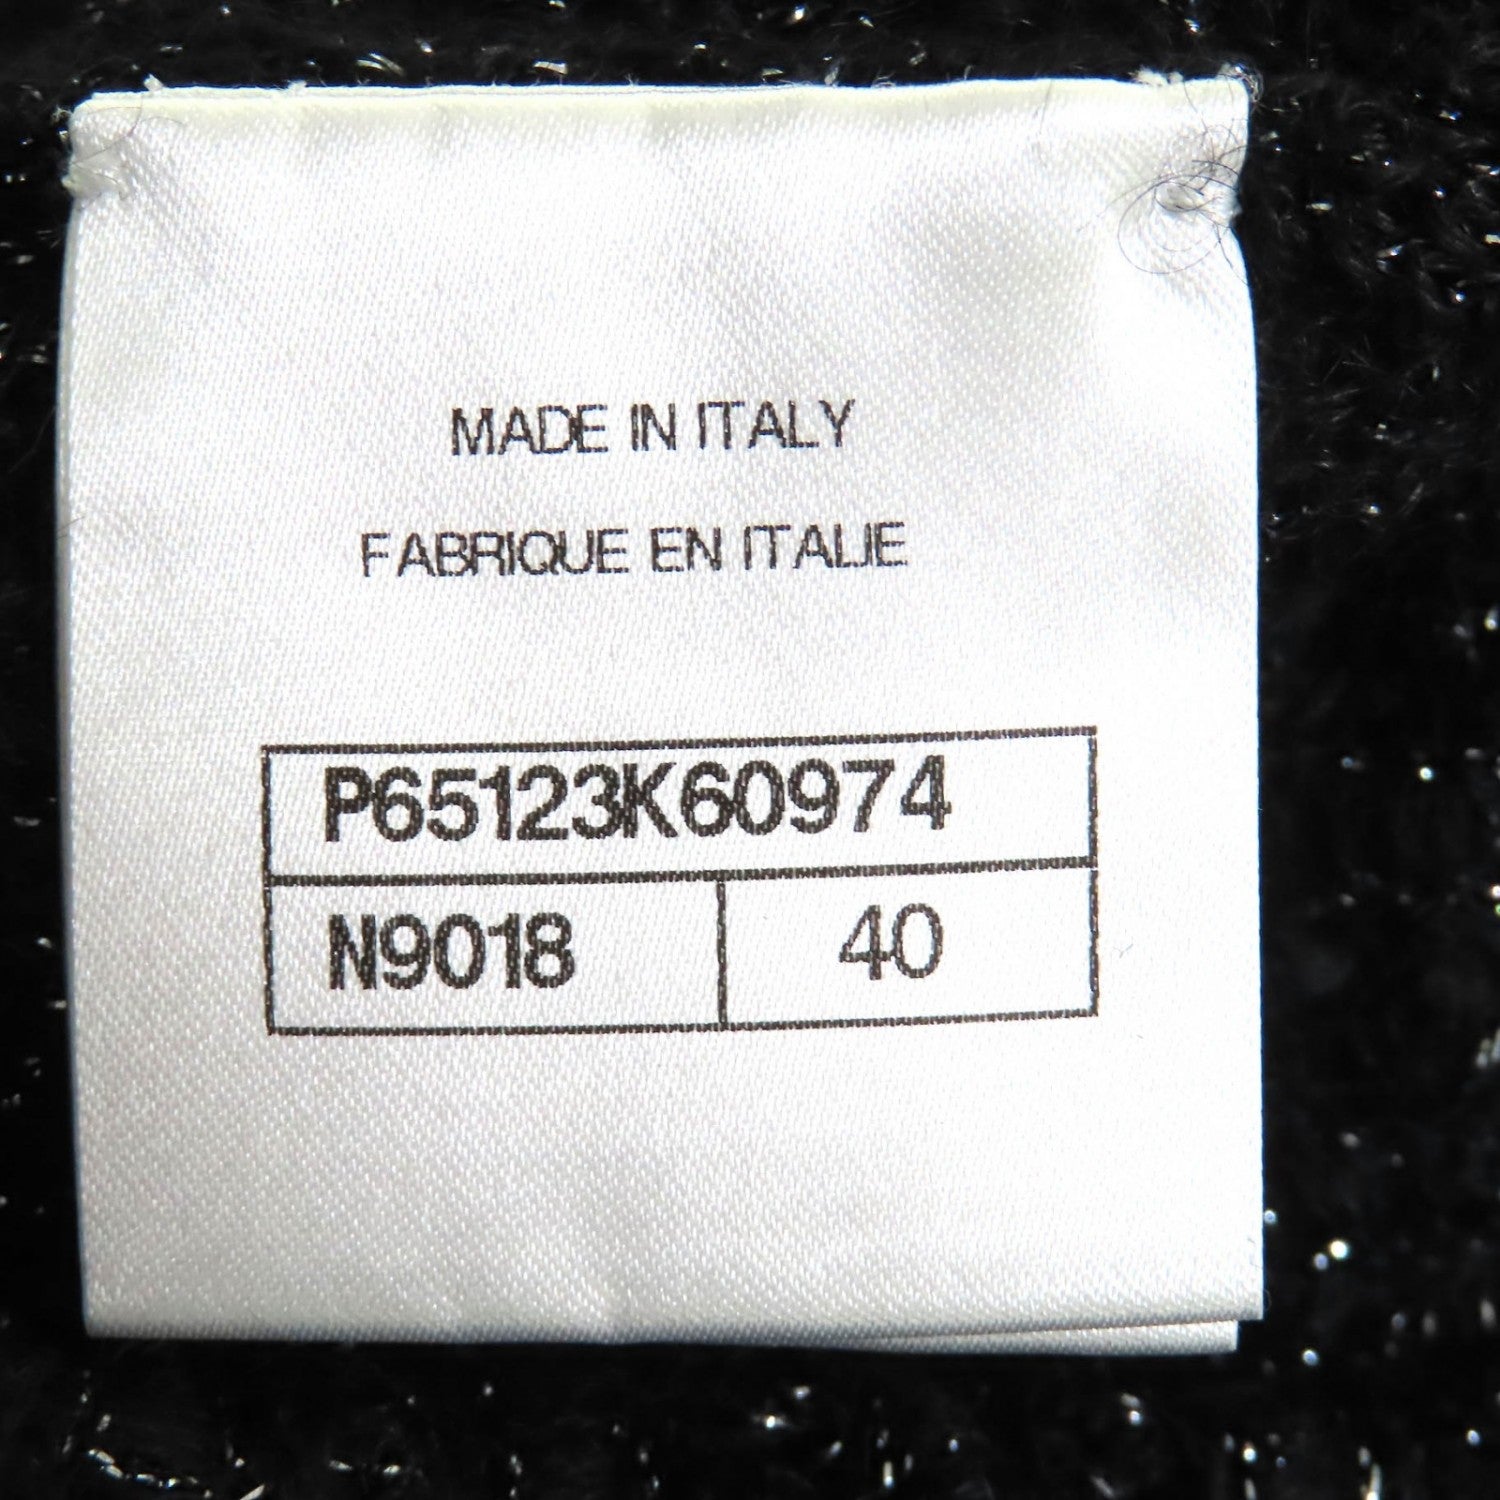 MADE IN ITALY
FABRIQUE EN ITALIE
P65123K60974
N9018 40